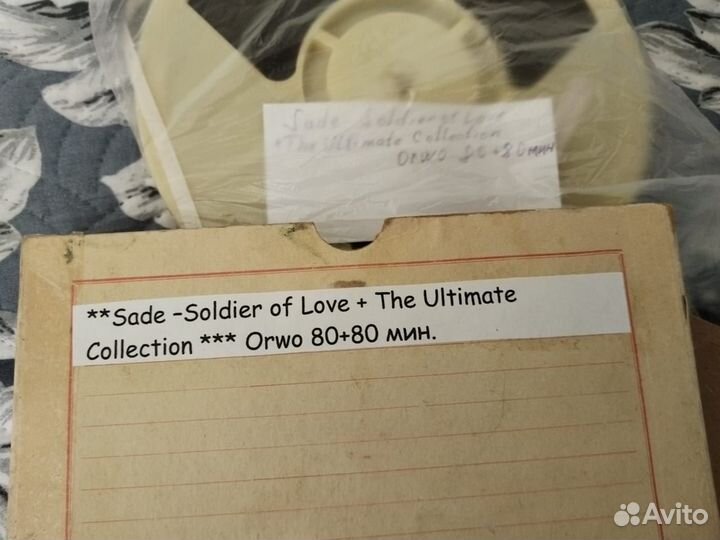 Sade Soldier of Love
+The Ultimate Collection
Orwo 80+80 мин
**Sade –Soldier of Love + The Ultimate
Collection *** Orwo 80+80 мин.
Avito